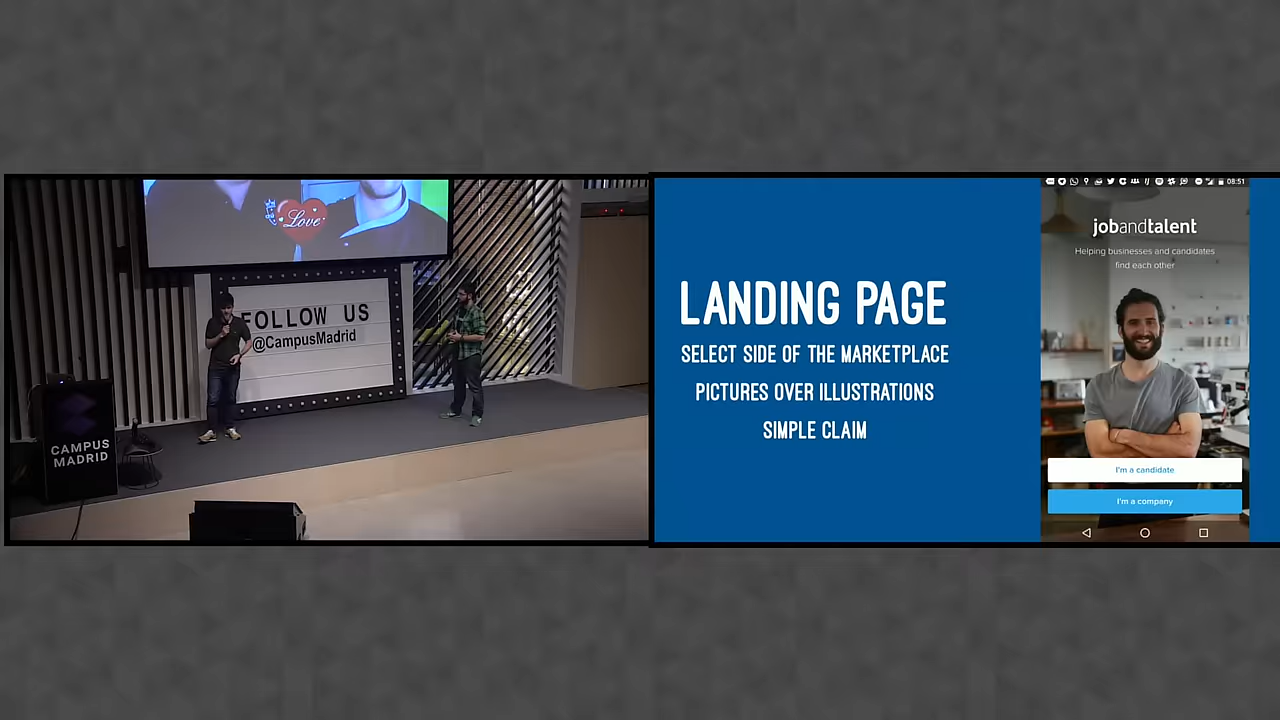 Love
FOLLOW US
@CampusMadrid
CAMPUS
MADRID
LANDING PAGE
SELECT SIDE OF THE MARKETPLACE
PICTURES OVER ILLUSTRATIONS
SIMPLE CLAIM
08:51
jobandtalent
Helping businesses and candidates
find each other
I'm a candidate
I'm a company